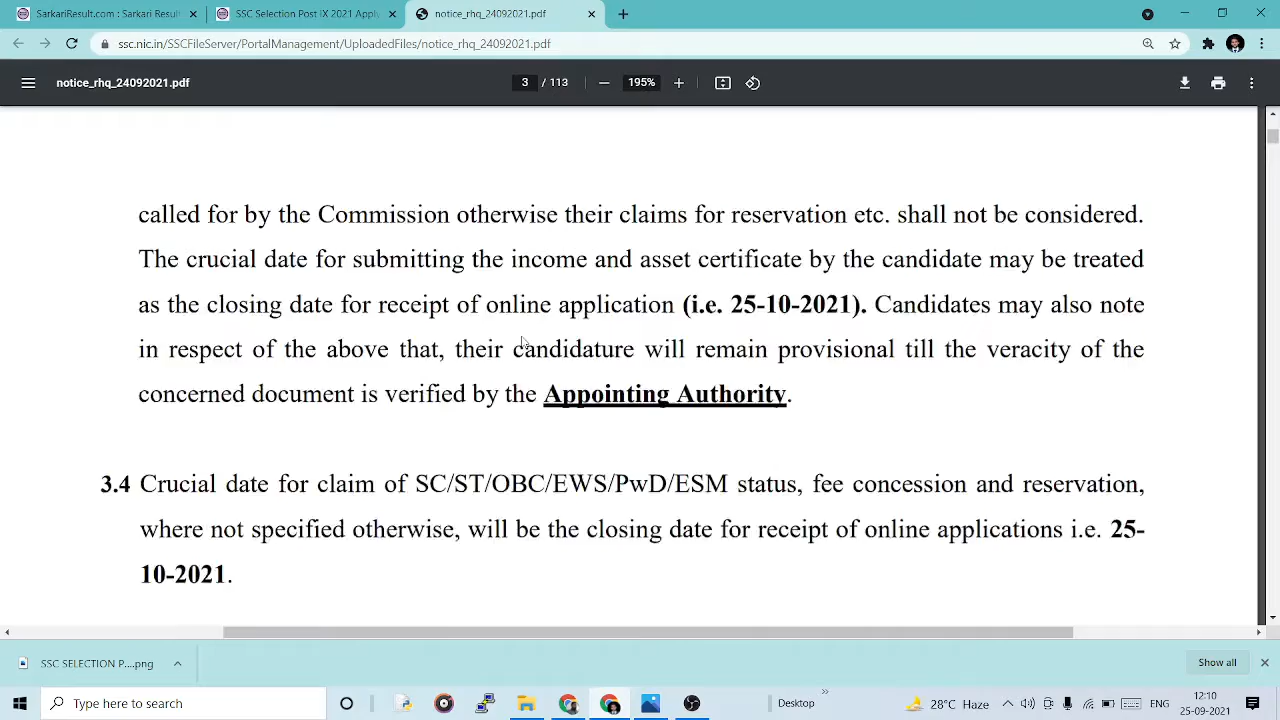 SarkariResult.com : Sarkari Result
SSC Selection Post IX 2021 Apply
notice_rhq_24092021.pdf
ssc.nic.in/SSCFileServer/PortalManagement/UploadedFiles/notice_rhq_24092021.pdf
notice_rhq_24092021.pdf
3 / 113
195%
called for by the Commission otherwise their claims for reservation etc. shall not be considered.
The crucial date for submitting the income and asset certificate by the candidate may be treated
as the closing date for receipt of online application (i.e. 25-10-2021). Candidates may also note
in respect of the above that, their candidature will remain provisional till the veracity of the
concerned document is verified by the Appointing Authority.
3.4 Crucial date for claim of SC/ST/OBC/EWS/PwD/ESM status, fee concession and reservation,
where not specified otherwise, will be the closing date for receipt of online applications i.e. 25-
10-2021.
SSC SELECTION P....png
Show all
Type here to search
Desktop
28°C Haze
ENG
12:10
25-09-2021